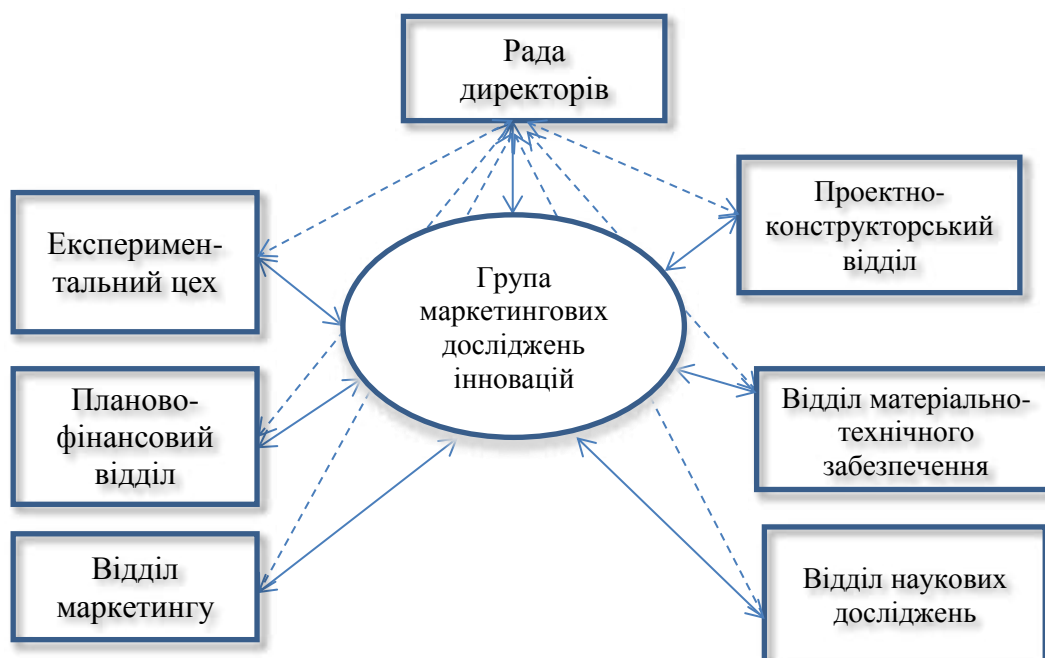 Рада
директорів
Експеримен-
тальний цех
Проектно-
конструкторський
відділ
Група
маркетингових
досліджень
інновацій
Планово-
фінансовий
відділ
Відділ матеріально-
технічного
забезпечення
Відділ
маркетингу
Відділ наукових
досліджень